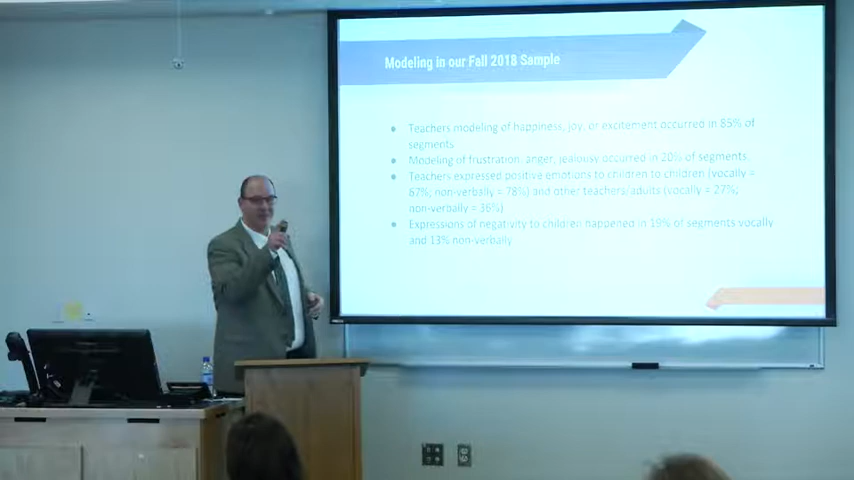 Modeling in our Fall 2018 Sample
● Teachers modeling of happiness, joy, or excitement occurred in 85% of
segments.
● Modeling of frustration, anger, jealousy occurred in 20% of segments.
● Teachers expressed positive emotions to children to children (vocally =
67%; non-verbally = 78%) and other teachers/adults (vocally = 27%;
non-verbally = 36%)
● Expressions of negativity to children happened in 19% of segments vocally
and 13% non-verbally